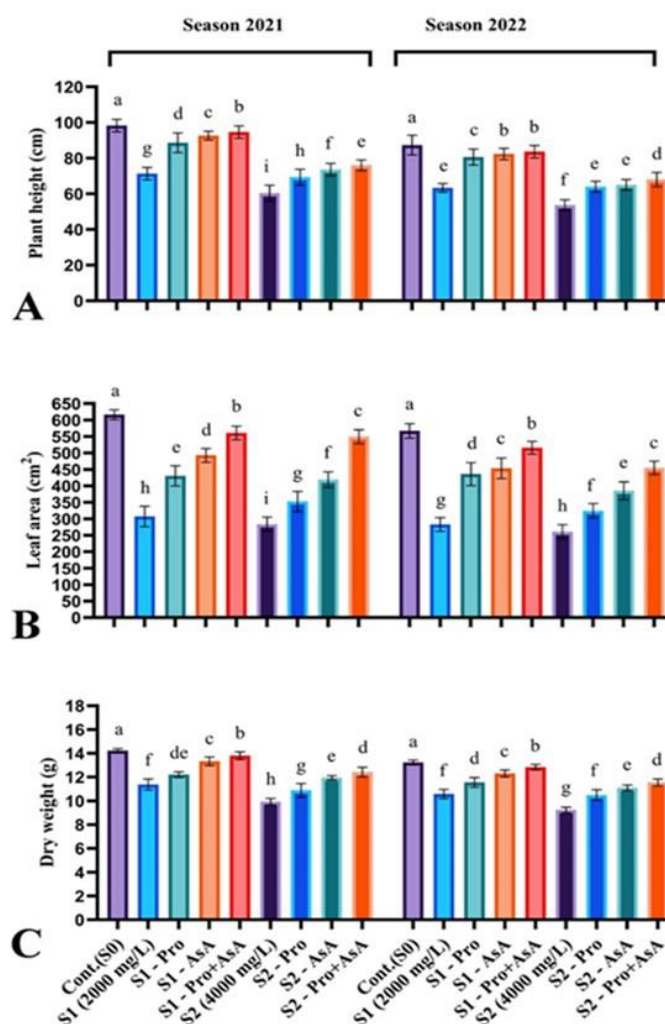 Season 2021 Season 2022
120
100
80
60
40
20
0
Plant height (cm)
a g d c b i h f e
a e c b b f e e d
A
650
600
550
500
450
400
350
300
250
200
150
100
50
0
Leaf area (cm²)
a h e d b i g f c
a g d c b h f e c
B
18
16
14
12
10
8
6
4
2
0
Dry weight (g)
a f de c b h g e d
a f d c b g f e d
C
Cont.(S0)
S1 (2000 mg/L)
S1 - Pro
S1 - AsA
S1 - Pro+AsA
S2 (4000 mg/L)
S2 - Pro
S2 - AsA
S2 - Pro+AsA
Cont.(S0)
S1 (2000 mg/L)
S1 - Pro
S1 - AsA
S1 - Pro+AsA
S2 (4000 mg/L)
S2 - Pro
S2 - AsA
S2 - Pro+AsA